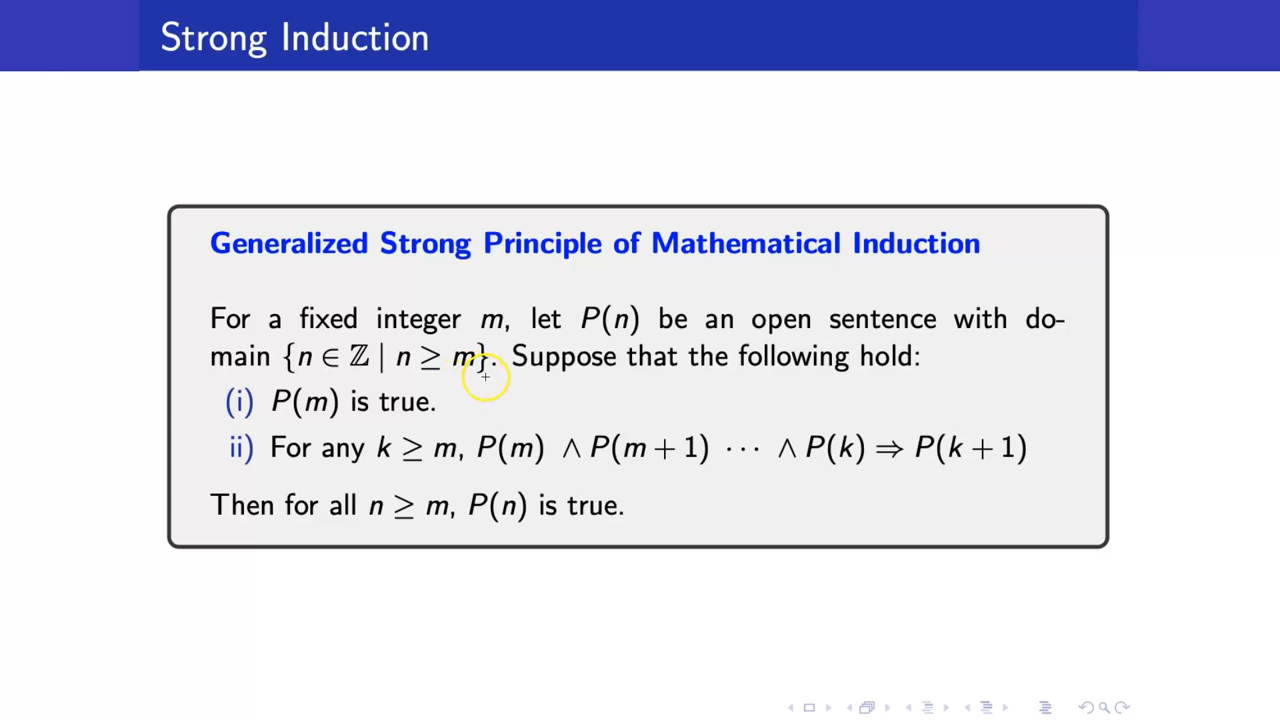 Strong Induction
Generalized Strong Principle of Mathematical Induction
For a fixed integer m, let P(n) be an open sentence with do-
main {n ∈ ℤ | n ≥ m}. Suppose that the following hold:
(i) P(m) is true.
ii) For any k ≥ m, P(m) ∧ P(m + 1) ⋯ ∧ P(k) ⇒ P(k + 1)
Then for all n ≥ m, P(n) is true.